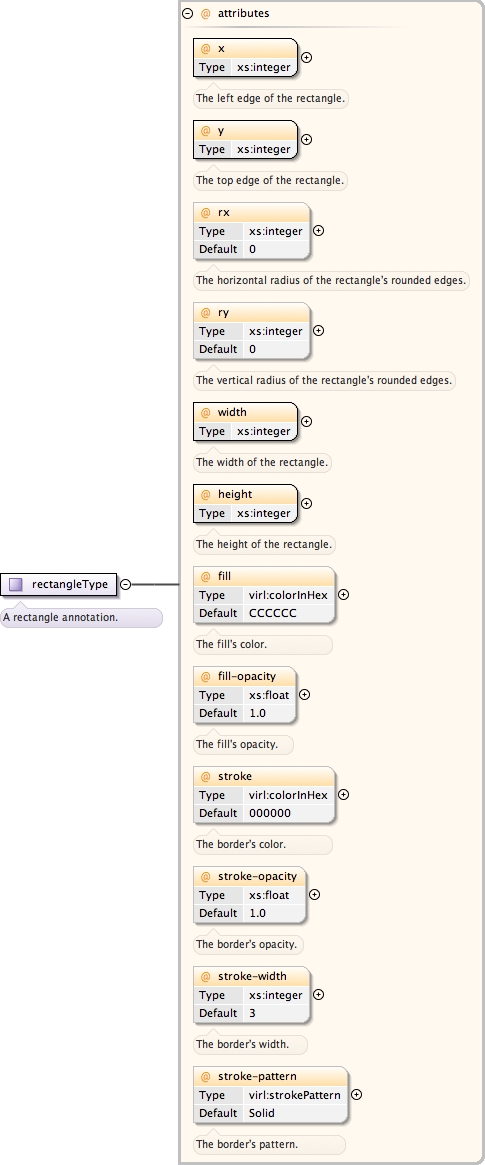 @ attributes
@ x
Type xs:integer
The left edge of the rectangle.
@ y
Type xs:integer
The top edge of the rectangle.
@ rx
Type xs:integer
Default 0
The horizontal radius of the rectangle's rounded edges.
@ ry
Type xs:integer
Default 0
The vertical radius of the rectangle's rounded edges.
@ width
Type xs:integer
The width of the rectangle.
@ height
Type xs:integer
The height of the rectangle.
rectangleType
A rectangle annotation.
@ fill
Type virl:colorInHex
Default CCCCCC
The fill's color.
@ fill-opacity
Type xs:float
Default 1.0
The fill's opacity.
@ stroke
Type virl:colorInHex
Default 000000
The border's color.
@ stroke-opacity
Type xs:float
Default 1.0
The border's opacity.
@ stroke-width
Type xs:integer
Default 3
The border's width.
@ stroke-pattern
Type virl:strokePattern
Default Solid
The border's pattern.